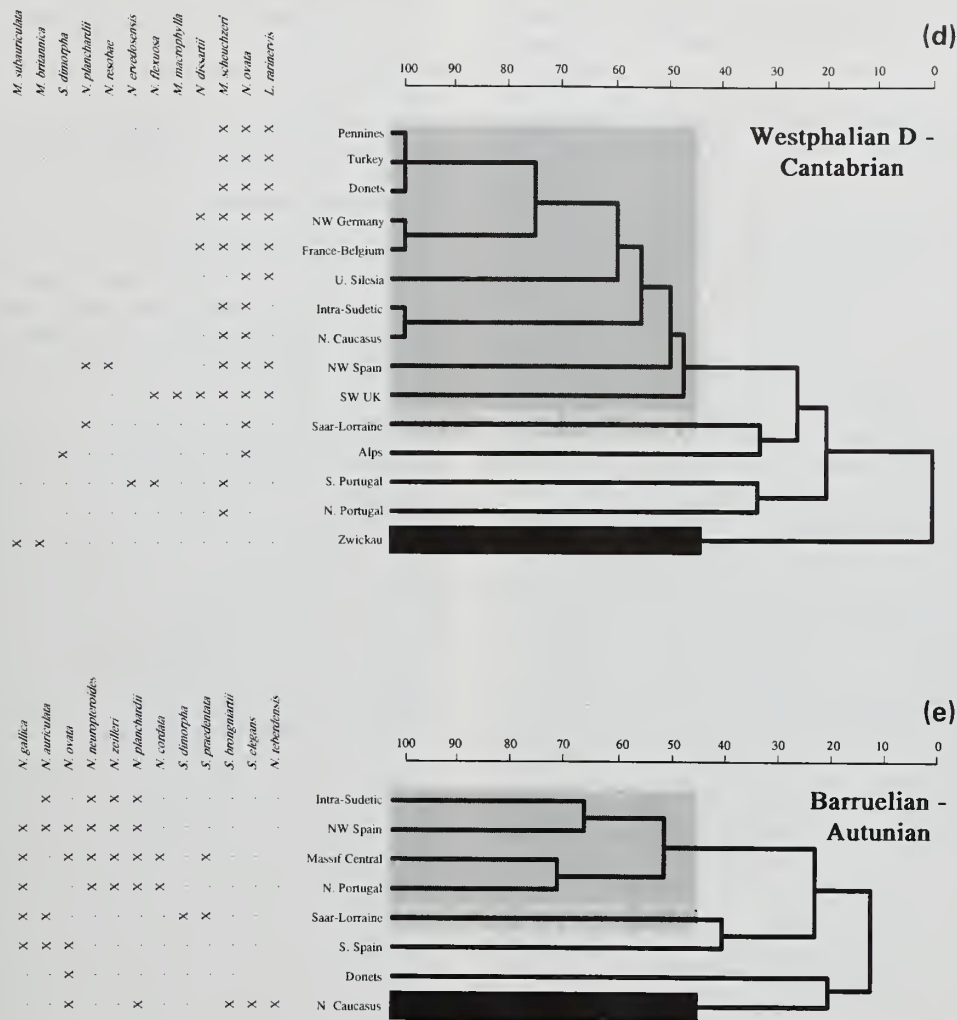 (d)
M. subauriculata
M. britannica
S. dimorpha
N. planchardii
N. resobae
N. ervedosensis
N. flexuosa
M. macrophylla
N dissartii
M. scheuchzeri
N. ovata
L. rarinervis
100 90 80 70 60 50 40 30 20 10 0
Westphalian D -
Cantabrian
X X X Pennines
X X X Turkey
X X X Donets
X X X X NW Germany
X X X X France-Belgium
X X U. Silesia
X X Intra-Sudetic
X X N. Caucasus
X X X X X NW Spain
X X X X X X SW UK
X X Saar-Lorraine
X X Alps
X X X S. Portugal
X N. Portugal
X X Zwickau
(e)
N. gallica
N. auriculata
N. ovata
N. neuropteroides
N. zeilleri
N. planchardii
N. cordata
S. dimorpha
S. praedentata
S. brongniartii
S. elegans
N. teberdensis
100 90 80 70 60 50 40 30 20 10 0
Barruelian -
Autunian
X X X X Intra-Sudetic
X X X X X X NW Spain
X X X X X X X Massif Central
X X X X X N. Portugal
X X X X Saar-Lorraine
X X X S. Spain
X Donets
X X X X X N Caucasus